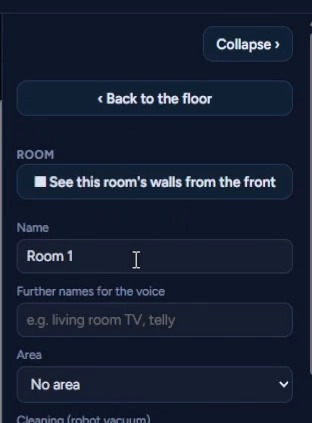 Collapse ›
‹ Back to the floor
ROOM
See this room's walls from the front
Name
Room 1
Further names for the voice
e.g. living room TV, telly
Area
No area
Cleaning (robot vacuum)